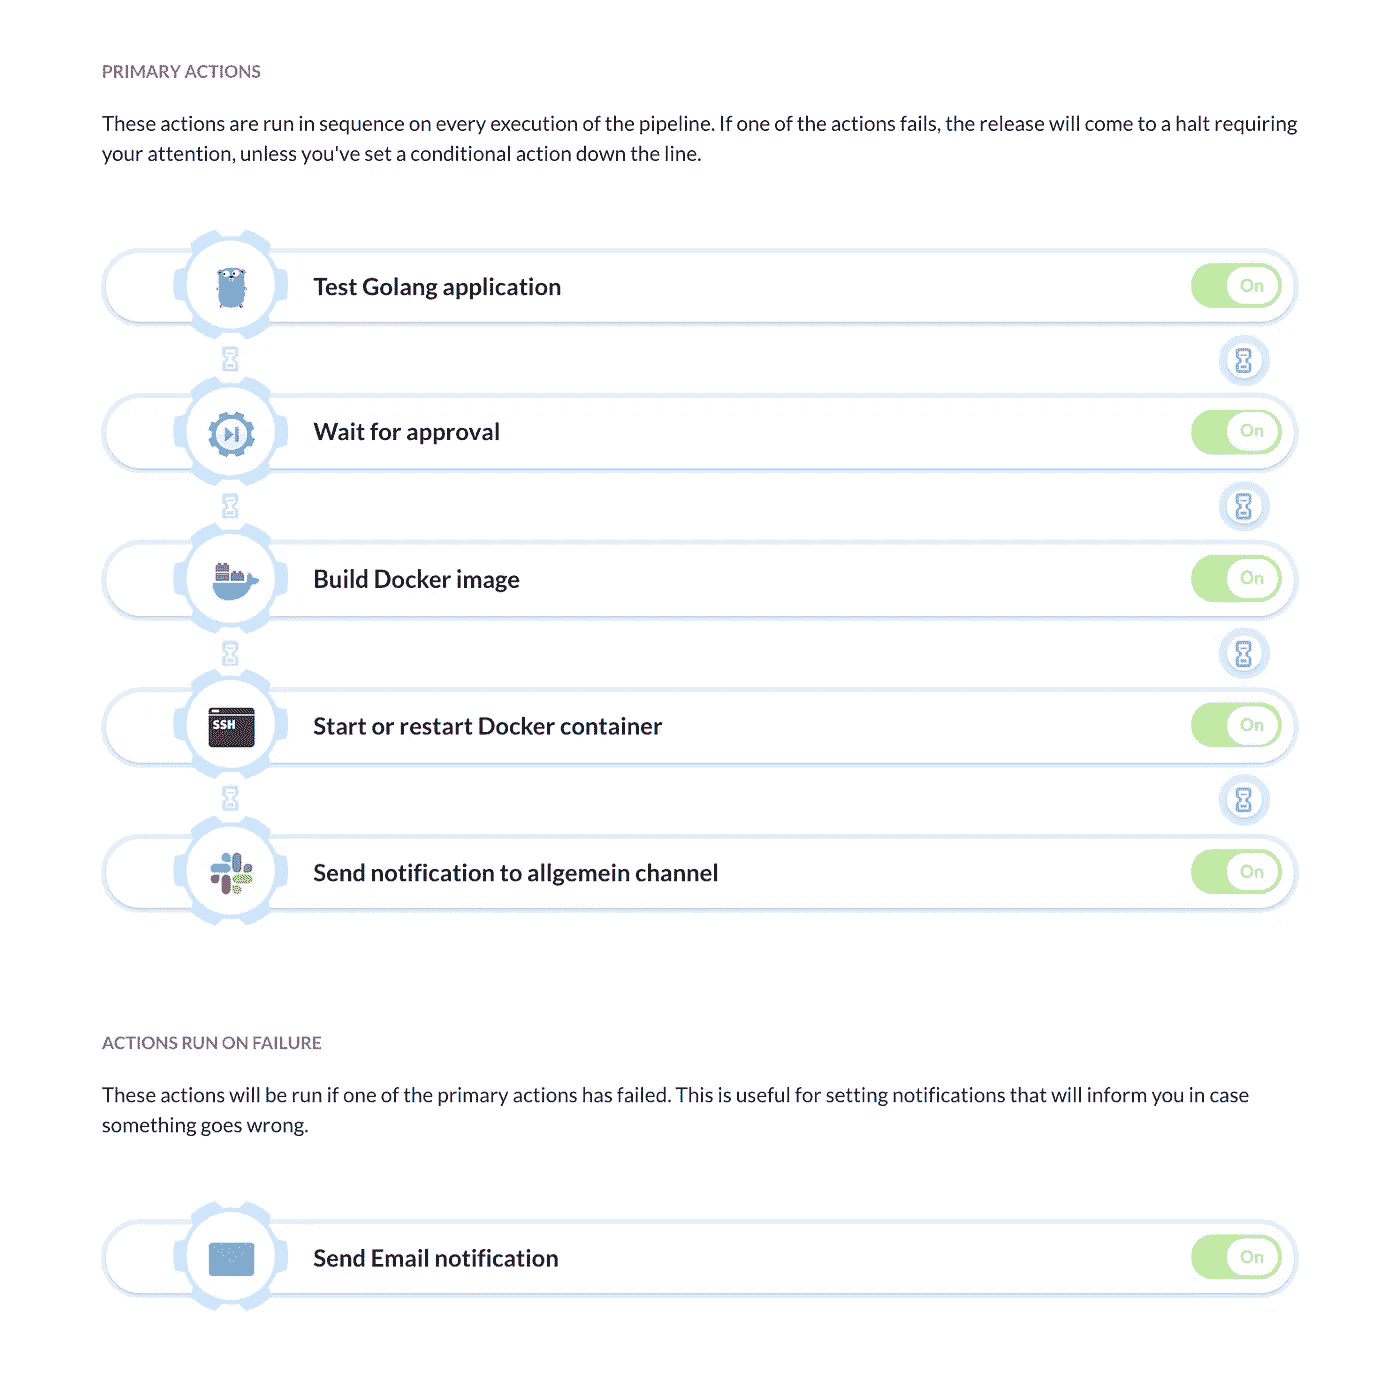 PRIMARY ACTIONS
These actions are run in sequence on every execution of the pipeline. If one of the actions fails, the release will come to a halt requiring
your attention, unless you've set a conditional action down the line.
Test Golang application
On
Wait for approval
On
Build Docker image
On
SSH
Start or restart Docker container
On
Send notification to allgemein channel
On
ACTIONS RUN ON FAILURE
These actions will be run if one of the primary actions has failed. This is useful for setting notifications that will inform you in case
something goes wrong.
Send Email notification
On